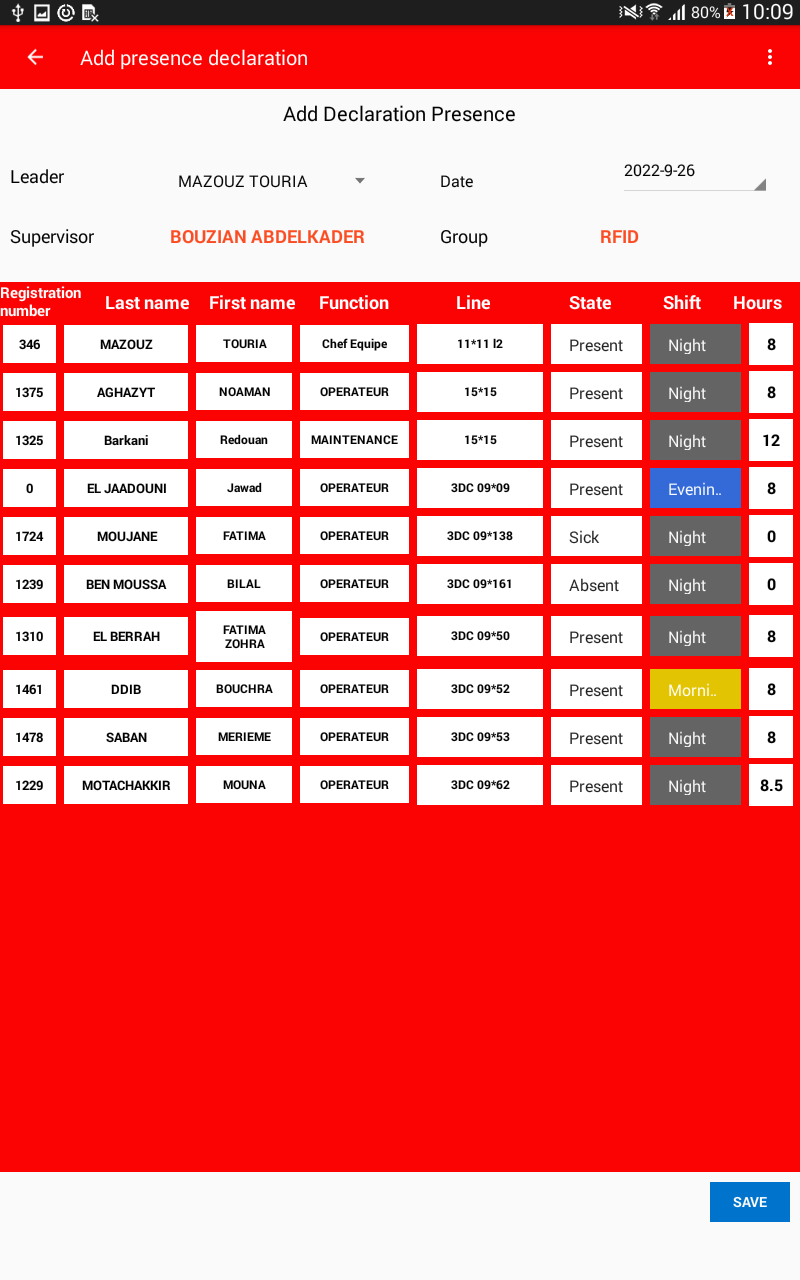 80% 10:09
Add presence declaration
Add Declaration Presence
Leader MAZOUZ TOURIA Date 2022-9-26
Supervisor BOUZIAN ABDELKADER Group RFID
Registration number Last name First name Function Line State Shift Hours
346 MAZOUZ TOURIA Chef Equipe 11*11 l2 Present Night 8
1375 AGHAZYT NOAMAN OPERATEUR 15*15 Present Night 8
1325 Barkani Redouan MAINTENANCE 15*15 Present Night 12
0 EL JAADOUNI Jawad OPERATEUR 3DC 09*09 Present Evenin.. 8
1724 MOUJANE FATIMA OPERATEUR 3DC 09*138 Sick Night 0
1239 BEN MOUSSA BILAL OPERATEUR 3DC 09*161 Absent Night 0
1310 EL BERRAH FATIMA ZOHRA OPERATEUR 3DC 09*50 Present Night 8
1461 DDIB BOUCHRA OPERATEUR 3DC 09*52 Present Morni.. 8
1478 SABAN MERIEME OPERATEUR 3DC 09*53 Present Night 8
1229 MOTACHAKKIR MOUNA OPERATEUR 3DC 09*62 Present Night 8.5
SAVE